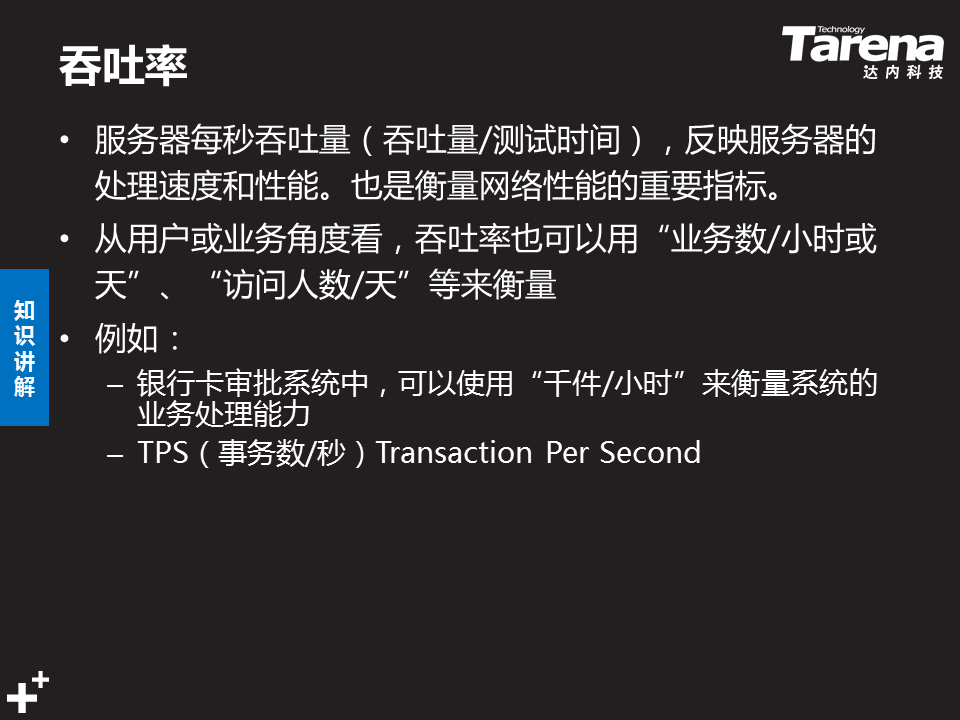 吞吐率
Technology
Tarena
达内科技
• 服务器每秒吞吐量（吞吐量/测试时间），反映服务器的
处理速度和性能。也是衡量网络性能的重要指标。
• 从用户或业务角度看，吞吐率也可以用“业务数/小时或
天”、“访问人数/天”等来衡量
• 例如：
– 银行卡审批系统中，可以使用“千件/小时”来衡量系统的
业务处理能力
– TPS（事务数/秒）Transaction Per Second
知
识
讲
解